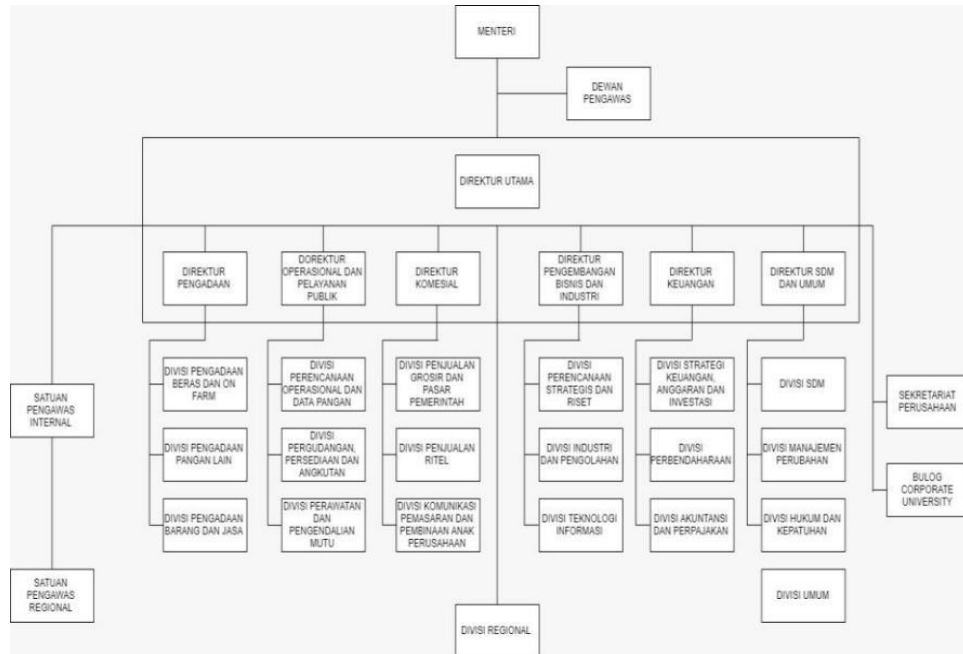 MENTERI
DEWAN
PENGAWAS
DIREKTUR UTAMA
DIREKTUR
PENGADAAN
DOREKTUR
OPERASIONAL DAN
PELAYANAN
PUBLIK
DIREKTUR
KOMESIAL
DIREKTUR
PENGEMBANGAN
BISNIS DAN
INDUSTRI
DIREKTUR
KEUANGAN
DIREKTUR SDM
DAN UMUM
DIVISI PENGADAAN
BERAS DAN ON
FARM
DIVISI
PERENCANAAN
OPERASIONAL DAN
DATA PANGAN
DIVISI PENJUALAN
GROSIR DAN
PASAR
PEMERINTAH
DIVISI
PERENCANAAN
STRATEGIS DAN
RISET
DIVISI STRATEGI
KEUANGAN,
ANGGARAN DAN
INVESTASI
DIVISI SDM
SATUAN
PENGAWAS
INTERNAL
SEKRETARIAT
PERUSAHAAN
DIVISI PENGADAAN
PANGAN LAIN
DIVISI
PERGUDANGAN,
PERSEDIAAN DAN
ANGKUTAN
DIVISI PENJUALAN
RITEL
DIVISI INDUSTRI
DAN PENGOLAHAN
DIVISI
PERBENDAHARAAN
DIVISI MANAJEMEN
PERUBAHAN
BULOG
CORPORATE
UNIVERSITY
DIVISI PENGADAAN
BARANG DAN JASA
DIVISI PERAWATAN
DAN
PENGENDALIAN
MUTU
DIVISI KOMUNIKASI
PEMASARAN DAN
PEMBINAAN ANAK
PERUSAHAAN
DIVISI TEKNOLOGI
INFORMASI
DIVISI AKUNTANSI
DAN PERPAJAKAN
DIVISI HUKUM DAN
KEPATUHAN
SATUAN
PENGAWAS
REGIONAL
DIVISI UMUM
DIVISI REGIONAL